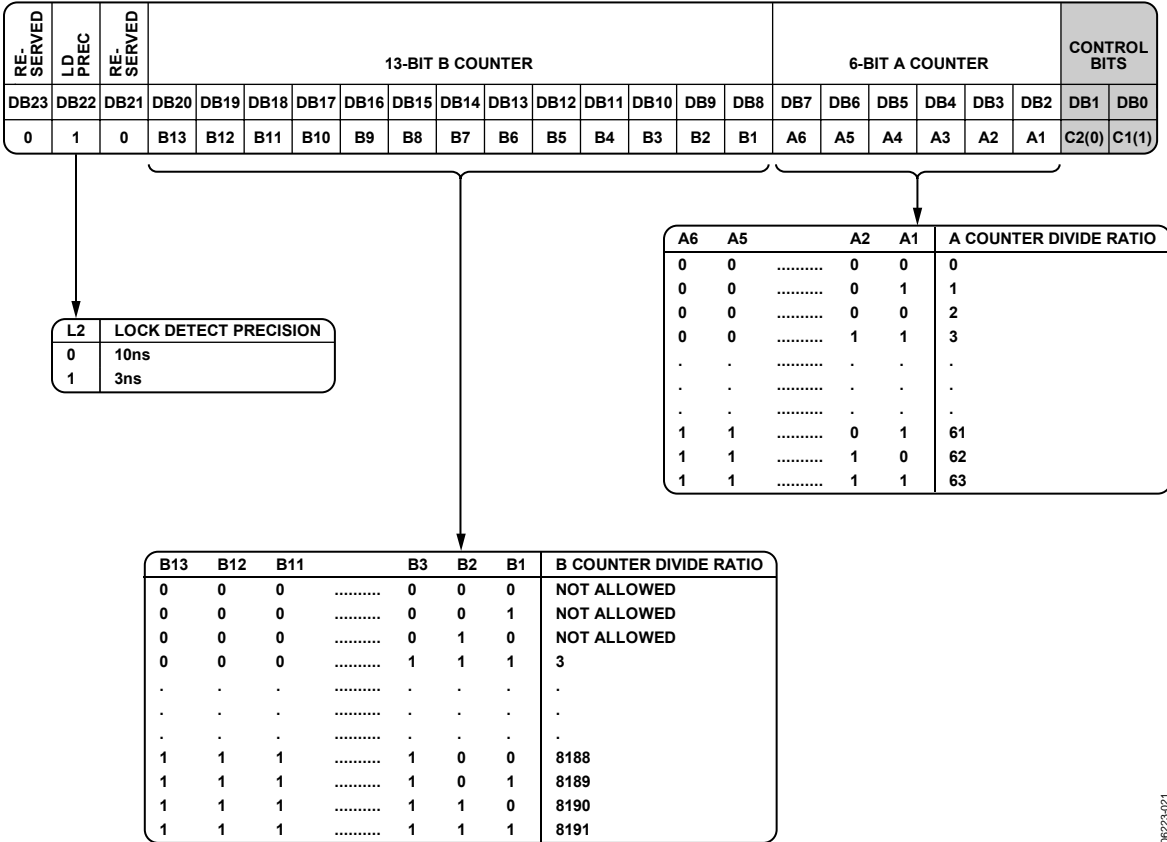 RE-
SERVED
LD
PREC
RE-
SERVED
13-BIT B COUNTER
6-BIT A COUNTER
CONTROL
BITS
DB23 DB22 DB21 DB20 DB19 DB18 DB17 DB16 DB15 DB14 DB13 DB12 DB11 DB10 DB9 DB8 DB7 DB6 DB5 DB4 DB3 DB2 DB1 DB0
0 1 0 B13 B12 B11 B10 B9 B8 B7 B6 B5 B4 B3 B2 B1 A6 A5 A4 A3 A2 A1 C2(0) C1(1)
A6 A5 A2 A1 A COUNTER DIVIDE RATIO
0 0 .......... 0 0 0
0 0 .......... 0 1 1
0 0 .......... 0 0 2
0 0 .......... 1 1 3
. . .......... . . .
. . .......... . . .
. . .......... . . .
1 1 .......... 0 1 61
1 1 .......... 1 0 62
1 1 .......... 1 1 63
L2 LOCK DETECT PRECISION
0 10ns
1 3ns
B13 B12 B11 B3 B2 B1 B COUNTER DIVIDE RATIO
0 0 0 .......... 0 0 0 NOT ALLOWED
0 0 0 .......... 0 0 1 NOT ALLOWED
0 0 0 .......... 0 1 0 NOT ALLOWED
0 0 0 .......... 1 1 1 3
. . . .......... . . . .
. . . .......... . . . .
. . . .......... . . . .
1 1 1 .......... 1 0 0 8188
1 1 1 .......... 1 0 1 8189
1 1 1 .......... 1 1 0 8190
1 1 1 .......... 1 1 1 8191
06223-021